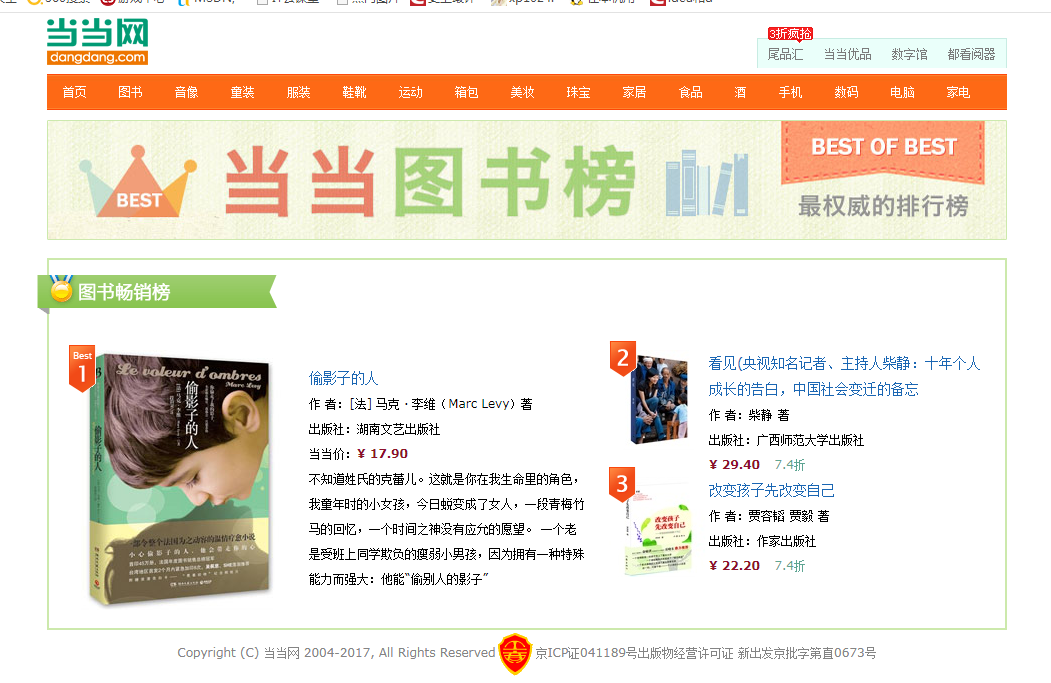 当当网
dangdang.com
3折疯抢
尾品汇 当当优品 数字馆 都看阅器
首页 图书 音像 童装 服装 鞋靴 运动 箱包 美妆 珠宝 家居 食品 酒 手机 数码 电脑 家电
BEST
当当图书榜
BEST OF BEST
最权威的排行榜
图书畅销榜
Best
1
Le voleur d'ombres
Marc Levy
偷影子的人
偷影子的人
偷影子的人
作 者：[法] 马克·李维（Marc Levy）著
出版社：湖南文艺出版社
当当价：¥ 17.90
不知道姓氏的克蕾儿。这就是你在我生命里的角色，
我童年时的小女孩，今日蜕变成了女人，一段青梅竹
马的回忆，一个时间之神没有应允的愿望。 一个老
是受班上同学欺负的瘦弱小男孩，因为拥有一种特殊
能力而强大：他能“偷别人的影子”
2
看见(央视知名记者、主持人柴静：十年个人
成长的告白，中国社会变迁的备忘
作 者：柴静 著
出版社：广西师范大学出版社
¥ 29.40 7.4折
3
改变孩子
先改变自己
改变孩子先改变自己
作 者：贾容韬 贾毅 著
出版社：作家出版社
¥ 22.20 7.4折
Copyright (C) 当当网 2004-2017, All Rights Reserved 京ICP证041189号出版物经营许可证 新出发京批字第直0673号